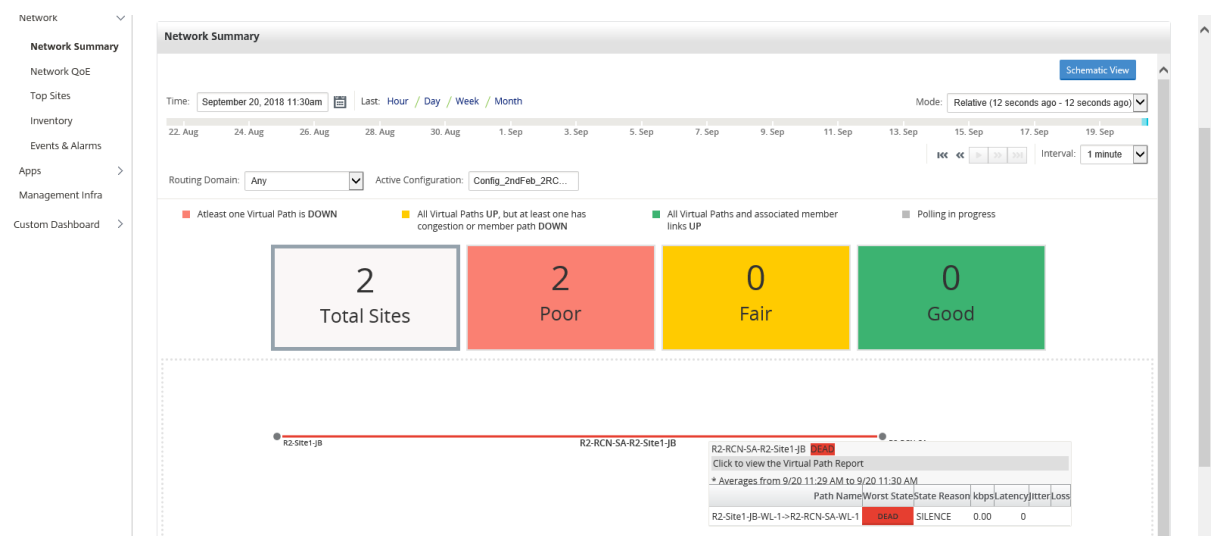 Network
Network Summary
Network QoE
Top Sites
Inventory
Events & Alarms
Apps
Management Infra
Custom Dashboard
Network Summary
Schematic View
Time: September 20, 2018 11:30am Last: Hour / Day / Week / Month
Mode: Relative (12 seconds ago - 12 seconds ago)
22. Aug 24. Aug 26. Aug 28. Aug 30. Aug 1. Sep 3. Sep 5. Sep 7. Sep 9. Sep 11. Sep 13. Sep 15. Sep 17. Sep 19. Sep
Interval: 1 minute
Routing Domain: Any Active Configuration: Config_2ndFeb_2RC...
Atleast one Virtual Path is DOWN
All Virtual Paths UP, but at least one has
congestion or member path DOWN
All Virtual Paths and associated member
links UP
Polling in progress
2
Total Sites
2
Poor
0
Fair
0
Good
R2-Site1-JB
R2-RCN-SA-R2-Site1-JB
R2-RCN-SA-R2-Site1-JB DEAD
Click to view the Virtual Path Report
* Averages from 9/20 11:29 AM to 9/20 11:30 AM
Path Name Worst State State Reason kbps Latency Jitter Loss
R2-Site1-JB-WL-1->R2-RCN-SA-WL-1 DEAD SILENCE 0.00 0